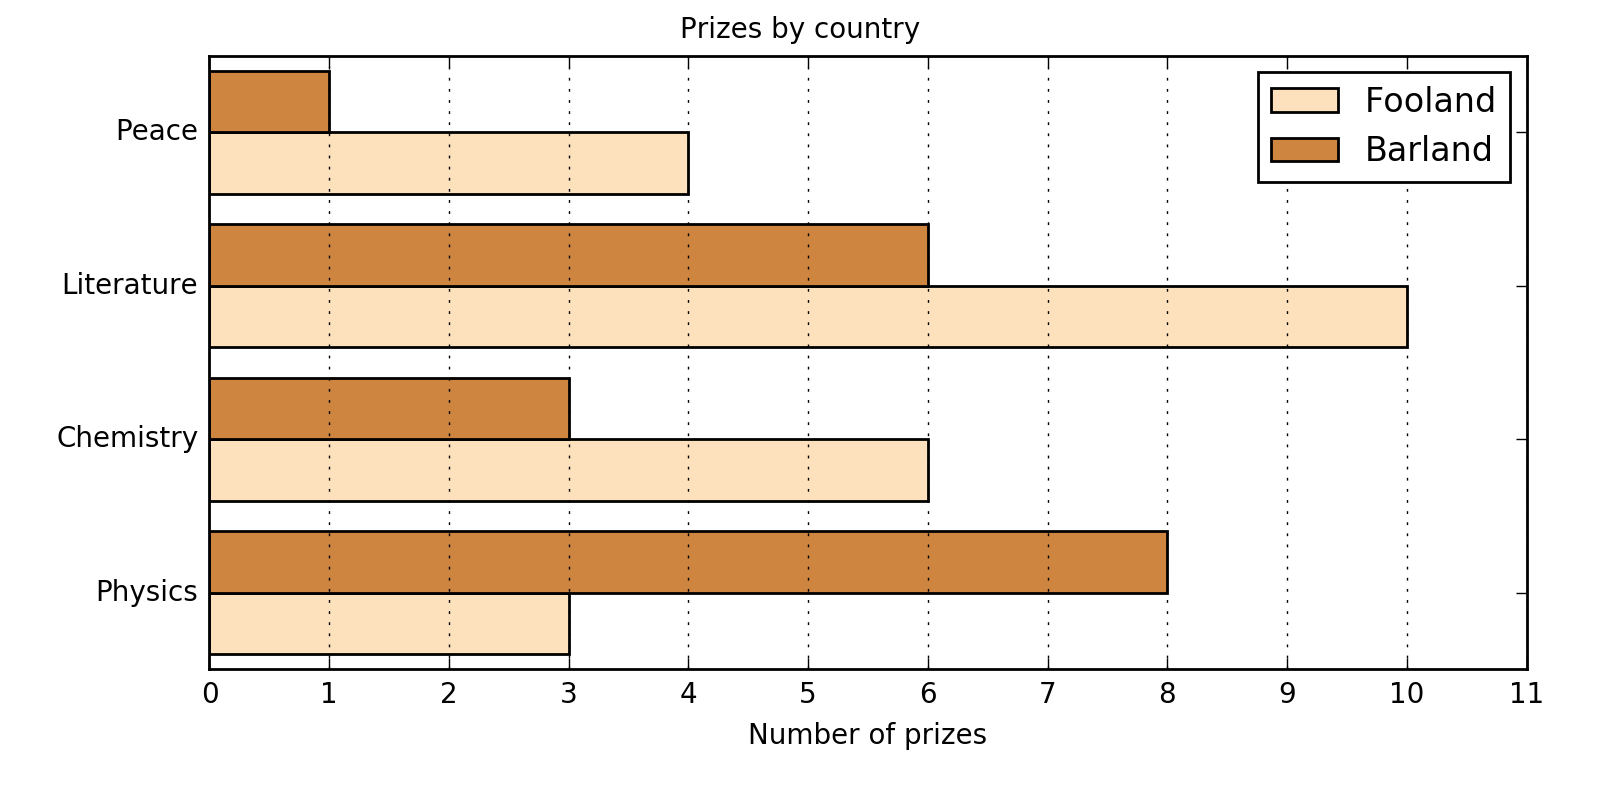 Prizes by country
Fooland
Barland
Peace
Literature
Chemistry
Physics
0 1 2 3 4 5 6 7 8 9 10 11
Number of prizes